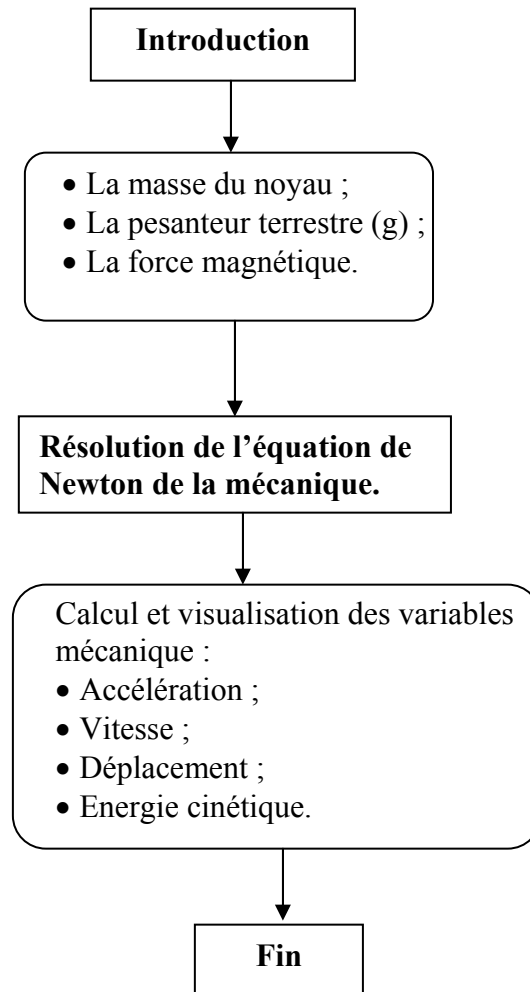 Introduction
• La masse du noyau ;
• La pesanteur terrestre (g) ;
• La force magnétique.
Résolution de l’équation de
Newton de la mécanique.
Calcul et visualisation des variables
mécanique :
• Accélération ;
• Vitesse ;
• Déplacement ;
• Energie cinétique.
Fin